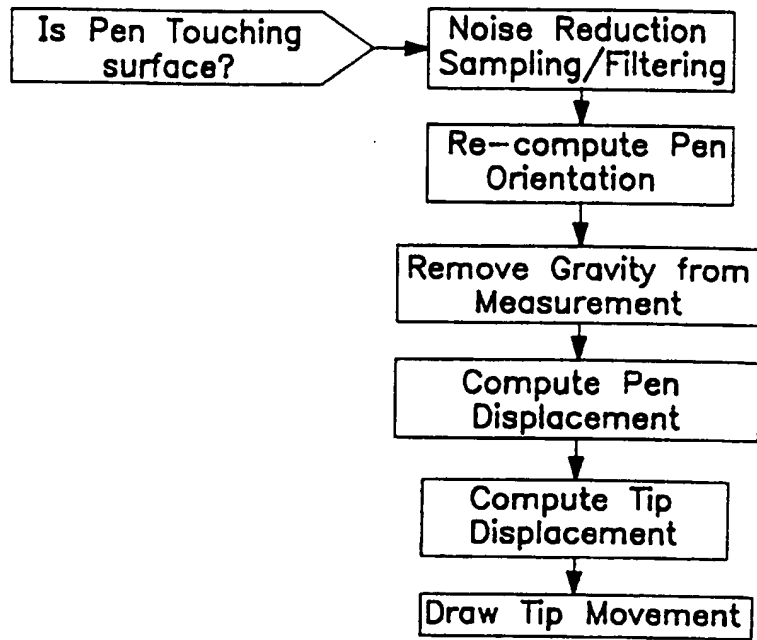 Is Pen Touching
surface?
Noise Reduction
Sampling/Filtering
Re-compute Pen
Orientation
Remove Gravity from
Measurement
Compute Pen
Displacement
Compute Tip
Displacement
Draw Tip Movement